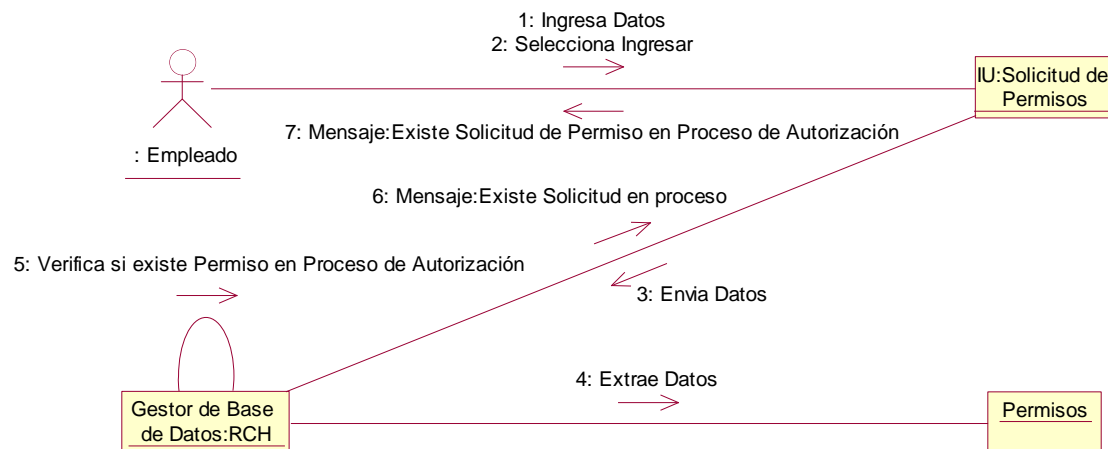 1: Ingresa Datos
2: Selecciona Ingresar
IU:Solicitud de
Permisos
7: Mensaje:Existe Solicitud de Permiso en Proceso de Autorización
: Empleado
6: Mensaje:Existe Solicitud en proceso
5: Verifica si existe Permiso en Proceso de Autorización
3: Envia Datos
4: Extrae Datos
Gestor de Base
de Datos:RCH
Permisos